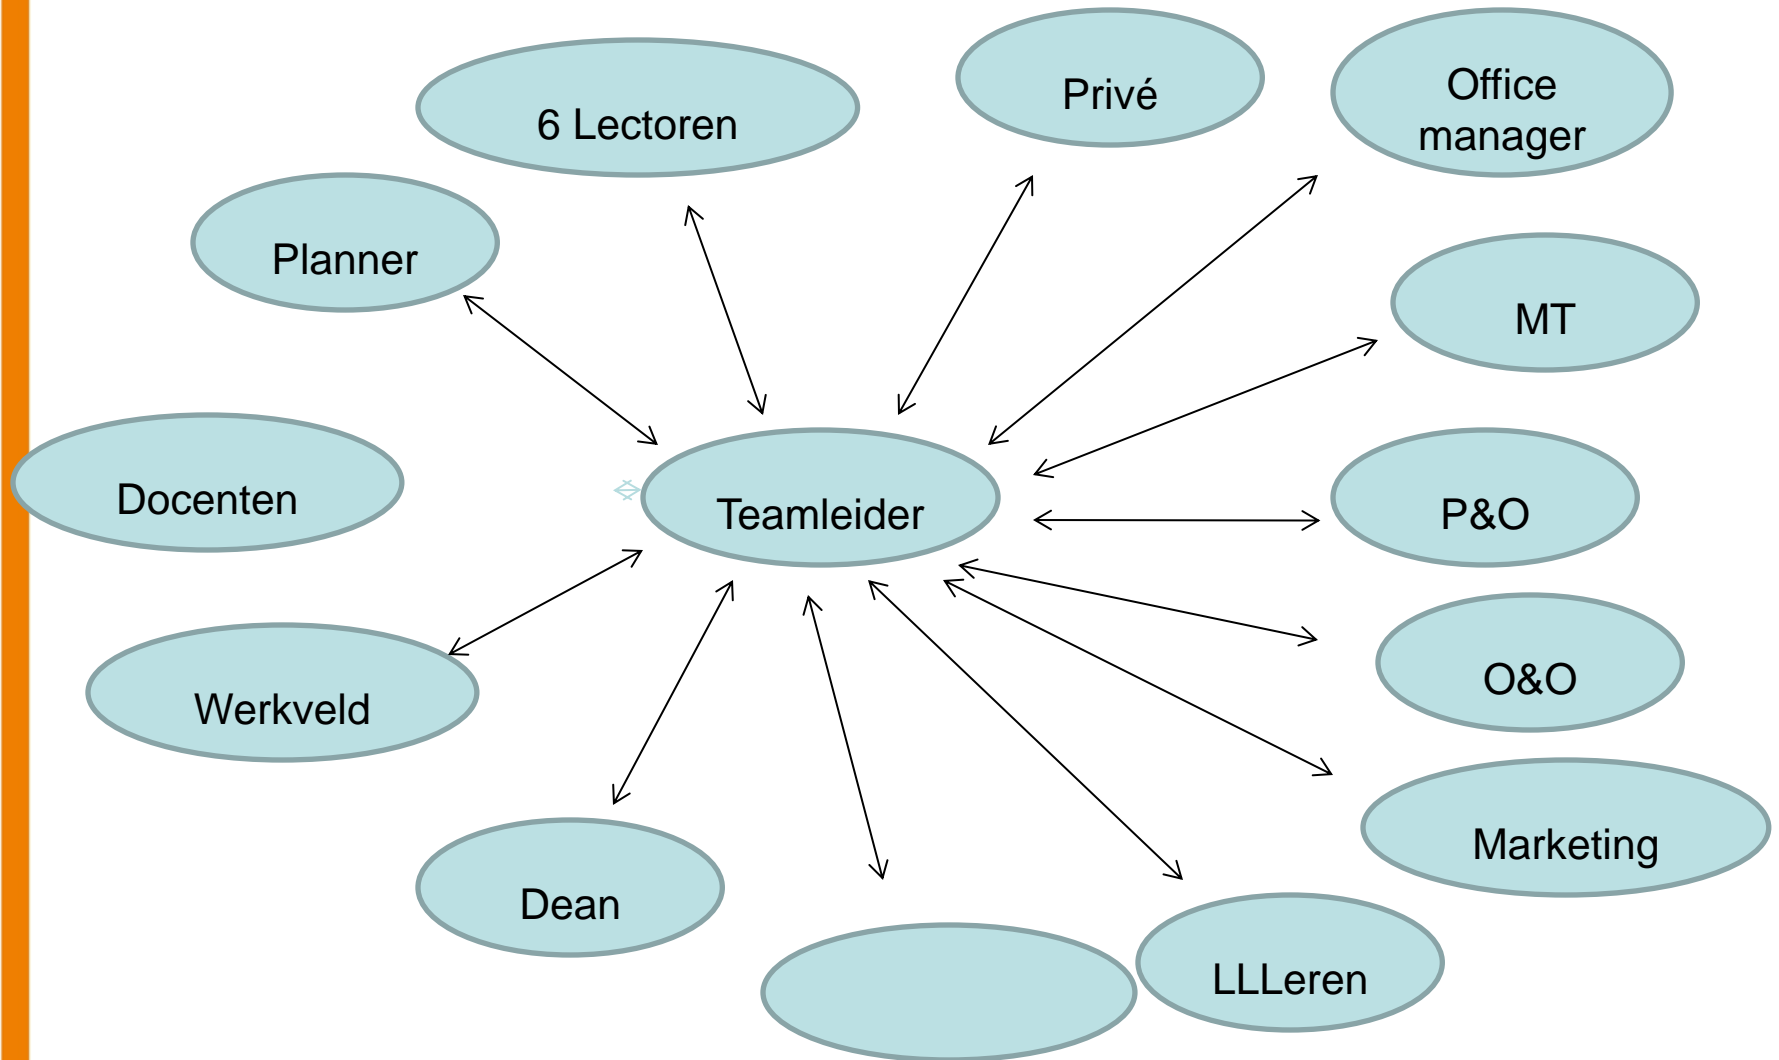 6 Lectoren
Privé
Office
manager
Planner
MT
Docenten
Teamleider
P&O
Werkveld
O&O
Marketing
Dean
LLLeren